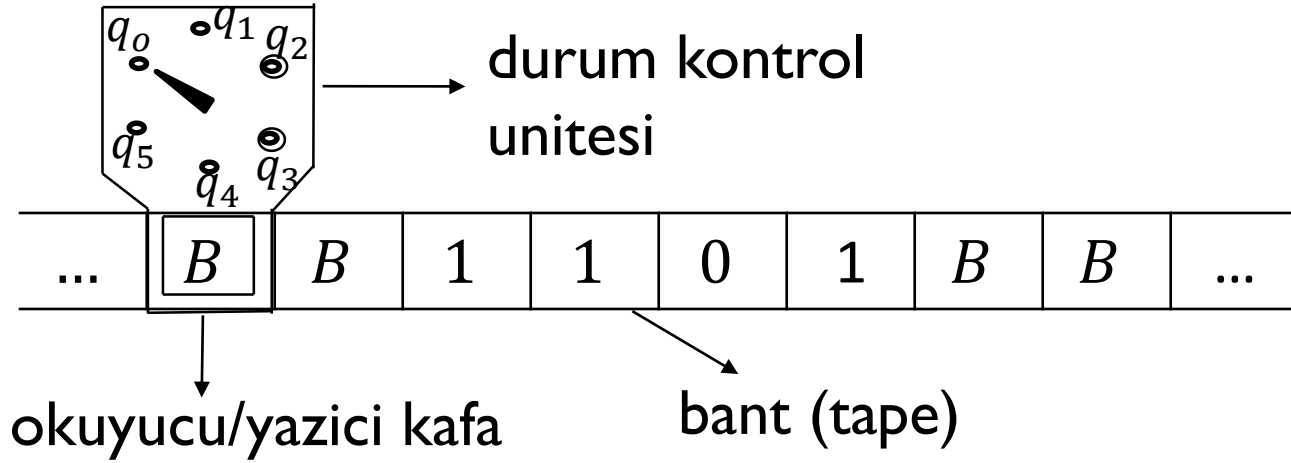 q₀ q₁ q₂
q₅ q₄ q₃
durum kontrol
unitesi
... B B 1 1 0 1 B B ...
okuyucu/yazici kafa
bant (tape)